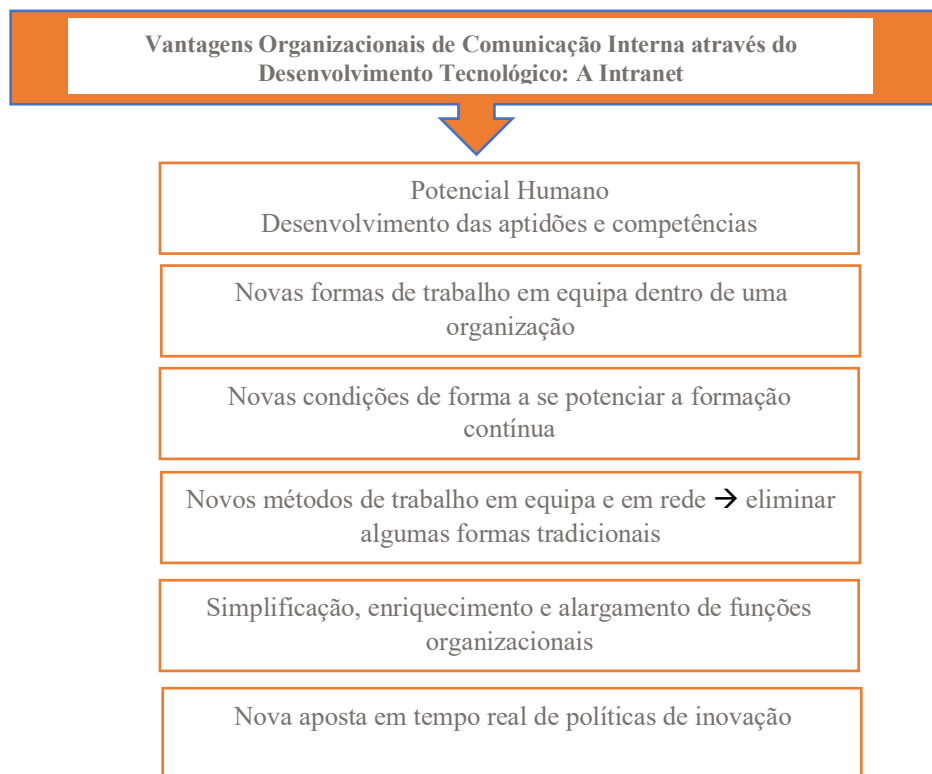 Vantagens Organizacionais de Comunicação Interna através do
Desenvolvimento Tecnológico: A Intranet
Potencial Humano
Desenvolvimento das aptidões e competências
Novas formas de trabalho em equipa dentro de uma
organização
Novas condições de forma a se potenciar a formação
contínua
Novos métodos de trabalho em equipa e em rede → eliminar
algumas formas tradicionais
Simplificação, enriquecimento e alargamento de funções
organizacionais
Nova aposta em tempo real de políticas de inovação